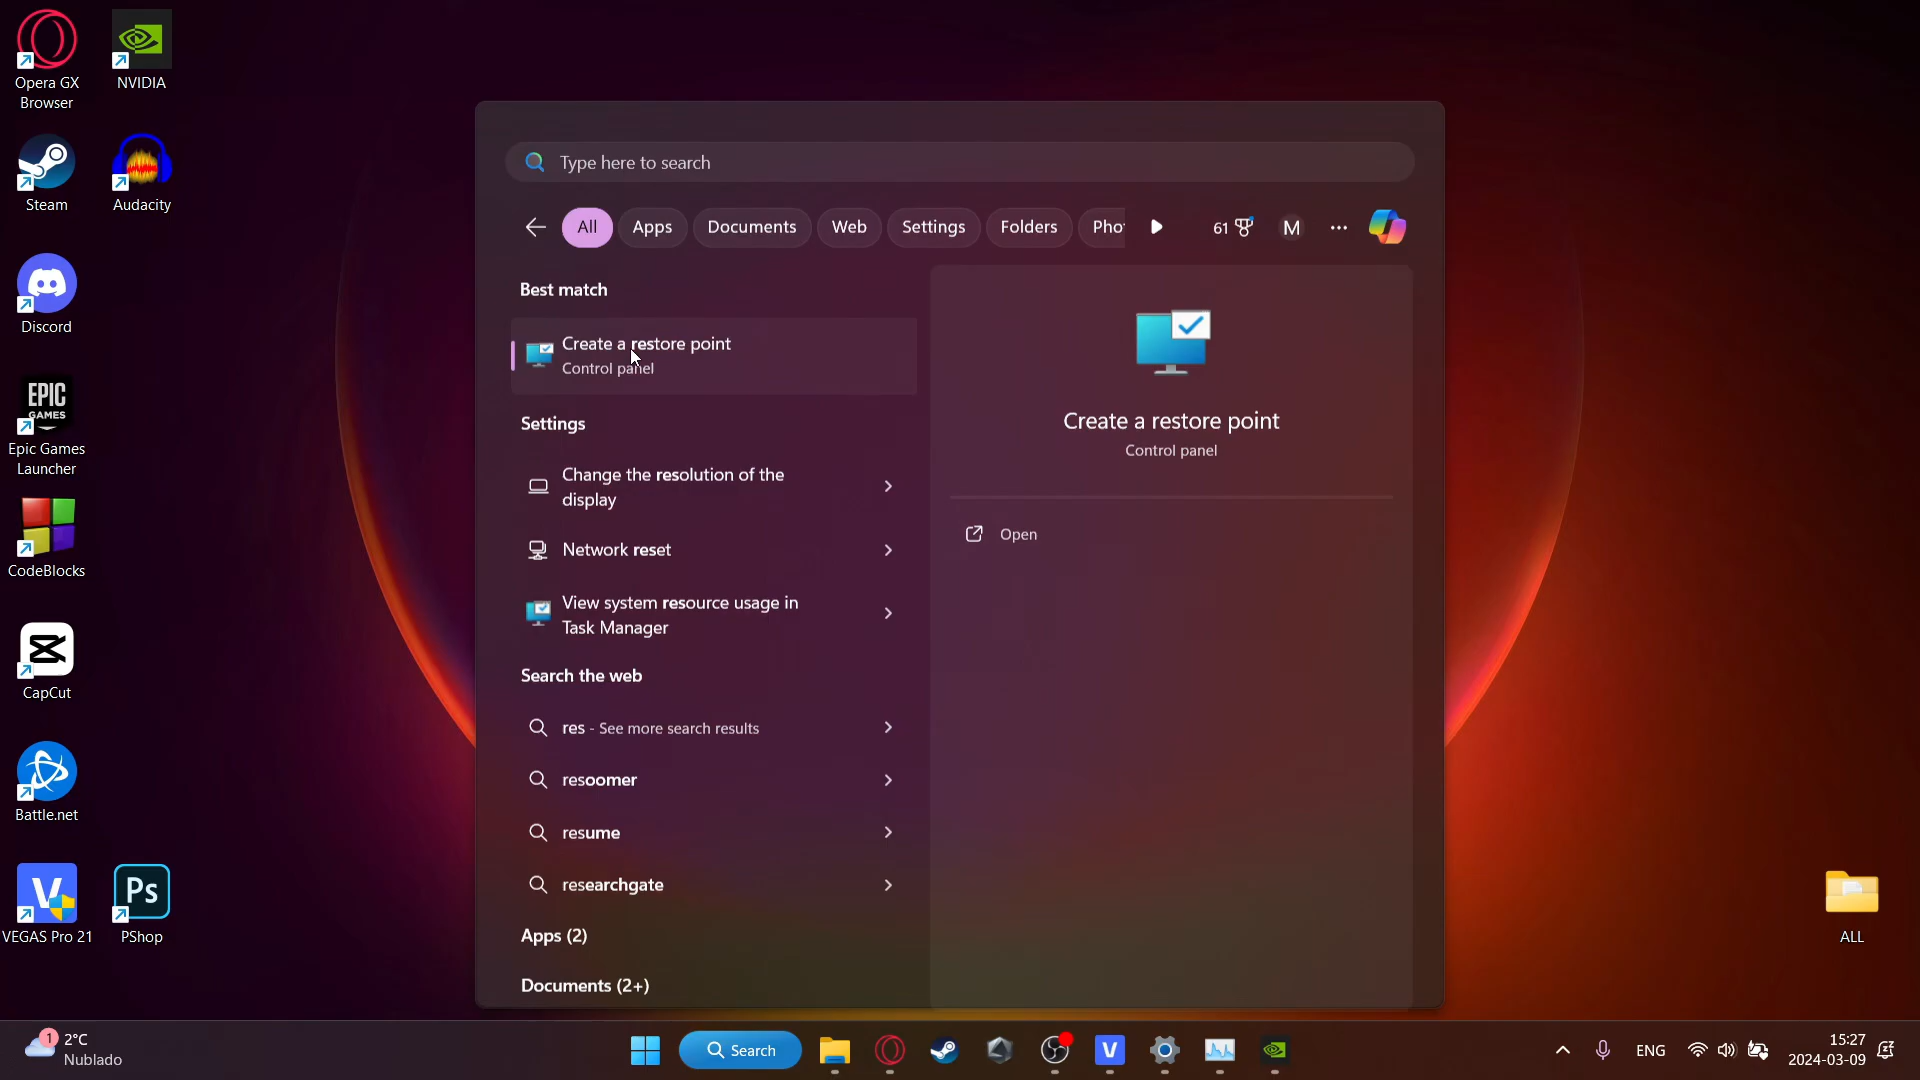 Opera GX
Browser
NVIDIA
Steam
Audacity
Discord
EPIC
GAMES
Epic Games
Launcher
CodeBlocks
CapCut
Battle.net
V
VEGAS Pro 21
Ps
PShop
Type here to search
All
Apps
Documents
Web
Settings
Folders
Pho
61
M
Best match
Create a restore point
Control panel
Settings
Change the resolution of the
display
Network reset
View system resource usage in
Task Manager
Search the web
res - See more search results
resoomer
resume
researchgate
Apps (2)
Documents (2+)
Create a restore point
Control panel
Open
ALL
1
2°C
Nublado
Search
V
ENG
15:27
2024-03-09